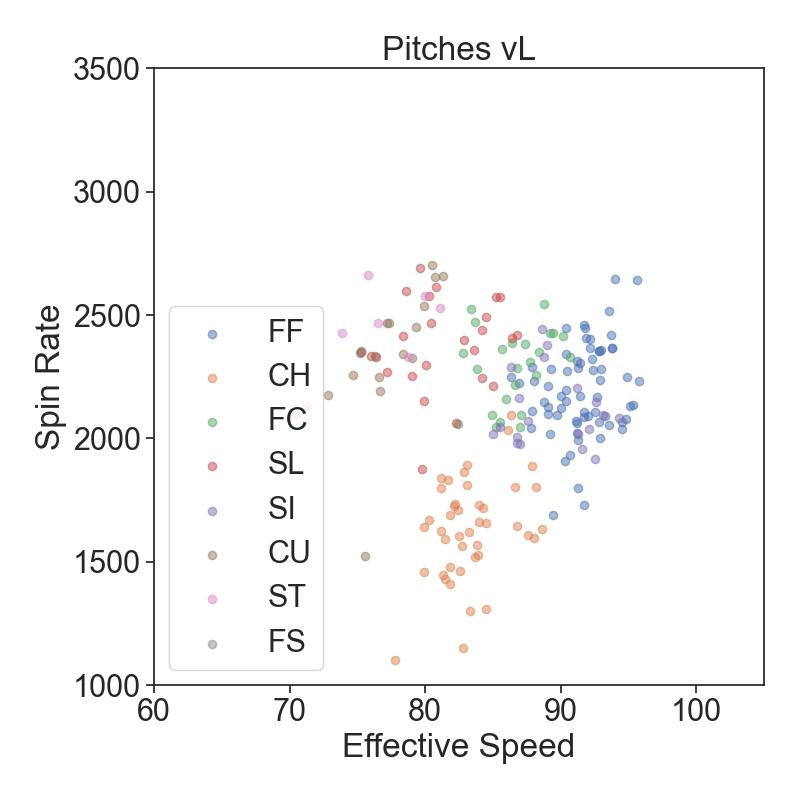 Pitches vL
3500
3000
2500
2000
1500
1000
Spin Rate
FF
CH
FC
SL
SI
CU
ST
FS
60 70 80 90 100
Effective Speed